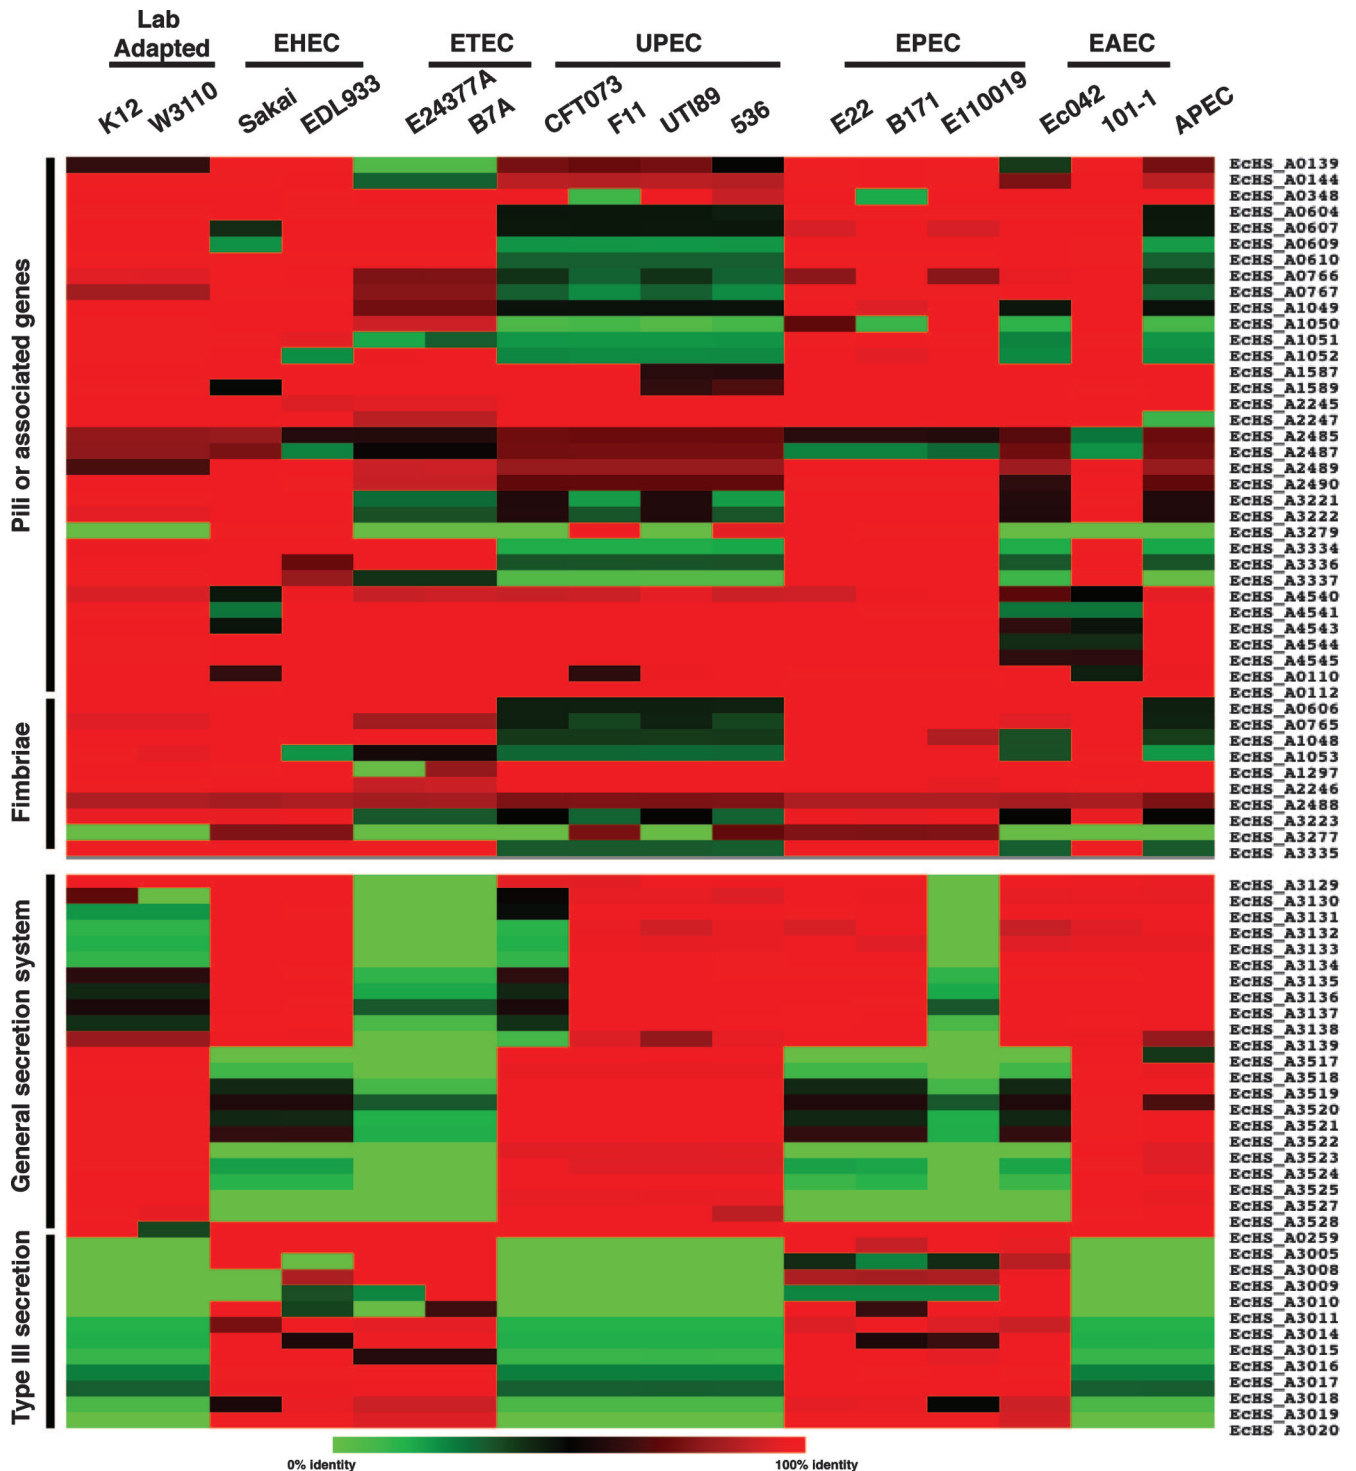 Lab
Adapted
EHEC
ETEC
UPEC
EPEC
EAEC
K12
W3110
Sakai
EDL933
E24377A
B7A
CFT073
F11
UTI89
536
E22
B171
E110019
Ec042
101-1
APEC
Pili or associated genes
EcHS_A0139
EcHS_A0144
EcHS_A0348
EcHS_A0604
EcHS_A0607
EcHS_A0609
EcHS_A0610
EcHS_A0766
EcHS_A0767
EcHS_A1049
EcHS_A1050
EcHS_A1051
EcHS_A1052
EcHS_A1587
EcHS_A1589
EcHS_A2245
EcHS_A2247
EcHS_A2485
EcHS_A2487
EcHS_A2489
EcHS_A2490
EcHS_A3221
EcHS_A3222
EcHS_A3279
EcHS_A3334
EcHS_A3336
EcHS_A3337
EcHS_A4540
EcHS_A4541
EcHS_A4543
EcHS_A4544
EcHS_A4545
EcHS_A0110
EcHS_A0112
Fimbriae
EcHS_A0606
EcHS_A0765
EcHS_A1048
EcHS_A1053
EcHS_A1297
EcHS_A2246
EcHS_A2488
EcHS_A3223
EcHS_A3277
EcHS_A3335
General secretion system
EcHS_A3129
EcHS_A3130
EcHS_A3131
EcHS_A3132
EcHS_A3133
EcHS_A3134
EcHS_A3135
EcHS_A3136
EcHS_A3137
EcHS_A3138
EcHS_A3139
EcHS_A3517
EcHS_A3518
EcHS_A3519
EcHS_A3520
EcHS_A3521
EcHS_A3522
EcHS_A3523
EcHS_A3524
EcHS_A3525
EcHS_A3527
EcHS_A3528
Type III secretion
EcHS_A0259
EcHS_A3005
EcHS_A3008
EcHS_A3009
EcHS_A3010
EcHS_A3011
EcHS_A3014
EcHS_A3015
EcHS_A3016
EcHS_A3017
EcHS_A3018
EcHS_A3019
EcHS_A3020
0% identity
100% identity